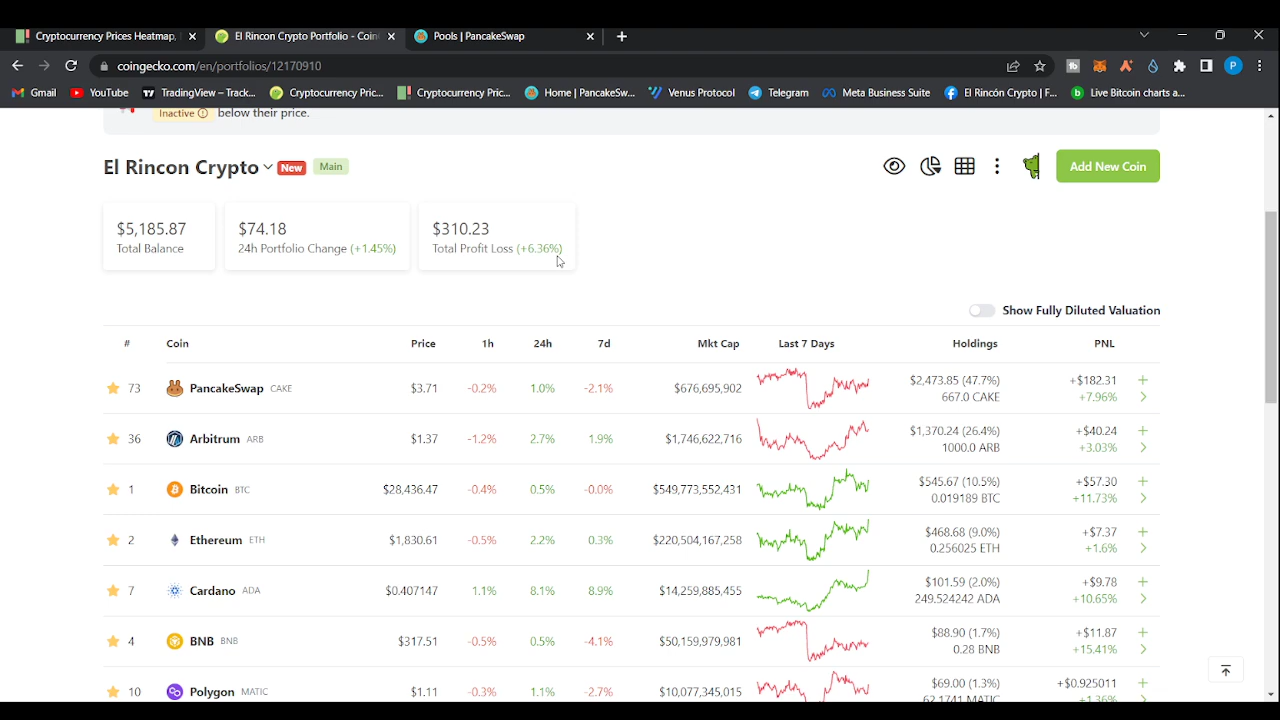 Cryptocurrency Prices Heatmap,
El Rincon Crypto Portfolio - Coin
Pools | PancakeSwap
coingecko.com/en/portfolios/12170910
P
Gmail
YouTube
TradingView – Track...
Cryptocurrency Pric...
Cryptocurrency Pric...
Home | PancakeSw...
Venus Protocol
Telegram
Meta Business Suite
El Rincón Crypto | F...
Live Bitcoin charts a...
Inactive below their price.
El Rincon Crypto New Main
Add New Coin
$5,185.87
Total Balance
$74.18
24h Portfolio Change (+1.45%)
$310.23
Total Profit Loss (+6.36%)
Show Fully Diluted Valuation
# Coin Price 1h 24h 7d Mkt Cap Last 7 Days Holdings PNL
73 PancakeSwap CAKE $3.71 -0.2% 1.0% -2.1% $676,695,902 $2,473.85 (47.7%) +$182.31
667.0 CAKE +7.96%
36 Arbitrum ARB $1.37 -1.2% 2.7% 1.9% $1,746,622,716 $1,370.24 (26.4%) +$40.24
1000.0 ARB +3.03%
1 Bitcoin BTC $28,436.47 -0.4% 0.5% -0.0% $549,773,552,431 $545.67 (10.5%) +$57.30
0.019189 BTC +11.73%
2 Ethereum ETH $1,830.61 -0.5% 2.2% 0.3% $220,504,167,258 $468.68 (9.0%) +$7.37
0.256025 ETH +1.6%
7 Cardano ADA $0.407147 1.1% 8.1% 8.9% $14,259,885,455 $101.59 (2.0%) +$9.78
249.524242 ADA +10.65%
4 BNB BNB $317.51 -0.5% 0.5% -4.1% $50,159,979,981 $88.90 (1.7%) +$11.87
0.28 BNB +15.41%
10 Polygon MATIC $1.11 -0.3% 1.1% -2.7% $10,077,345,015 $69.00 (1.3%) +$0.925011
62.1741 MATIC +1.36%